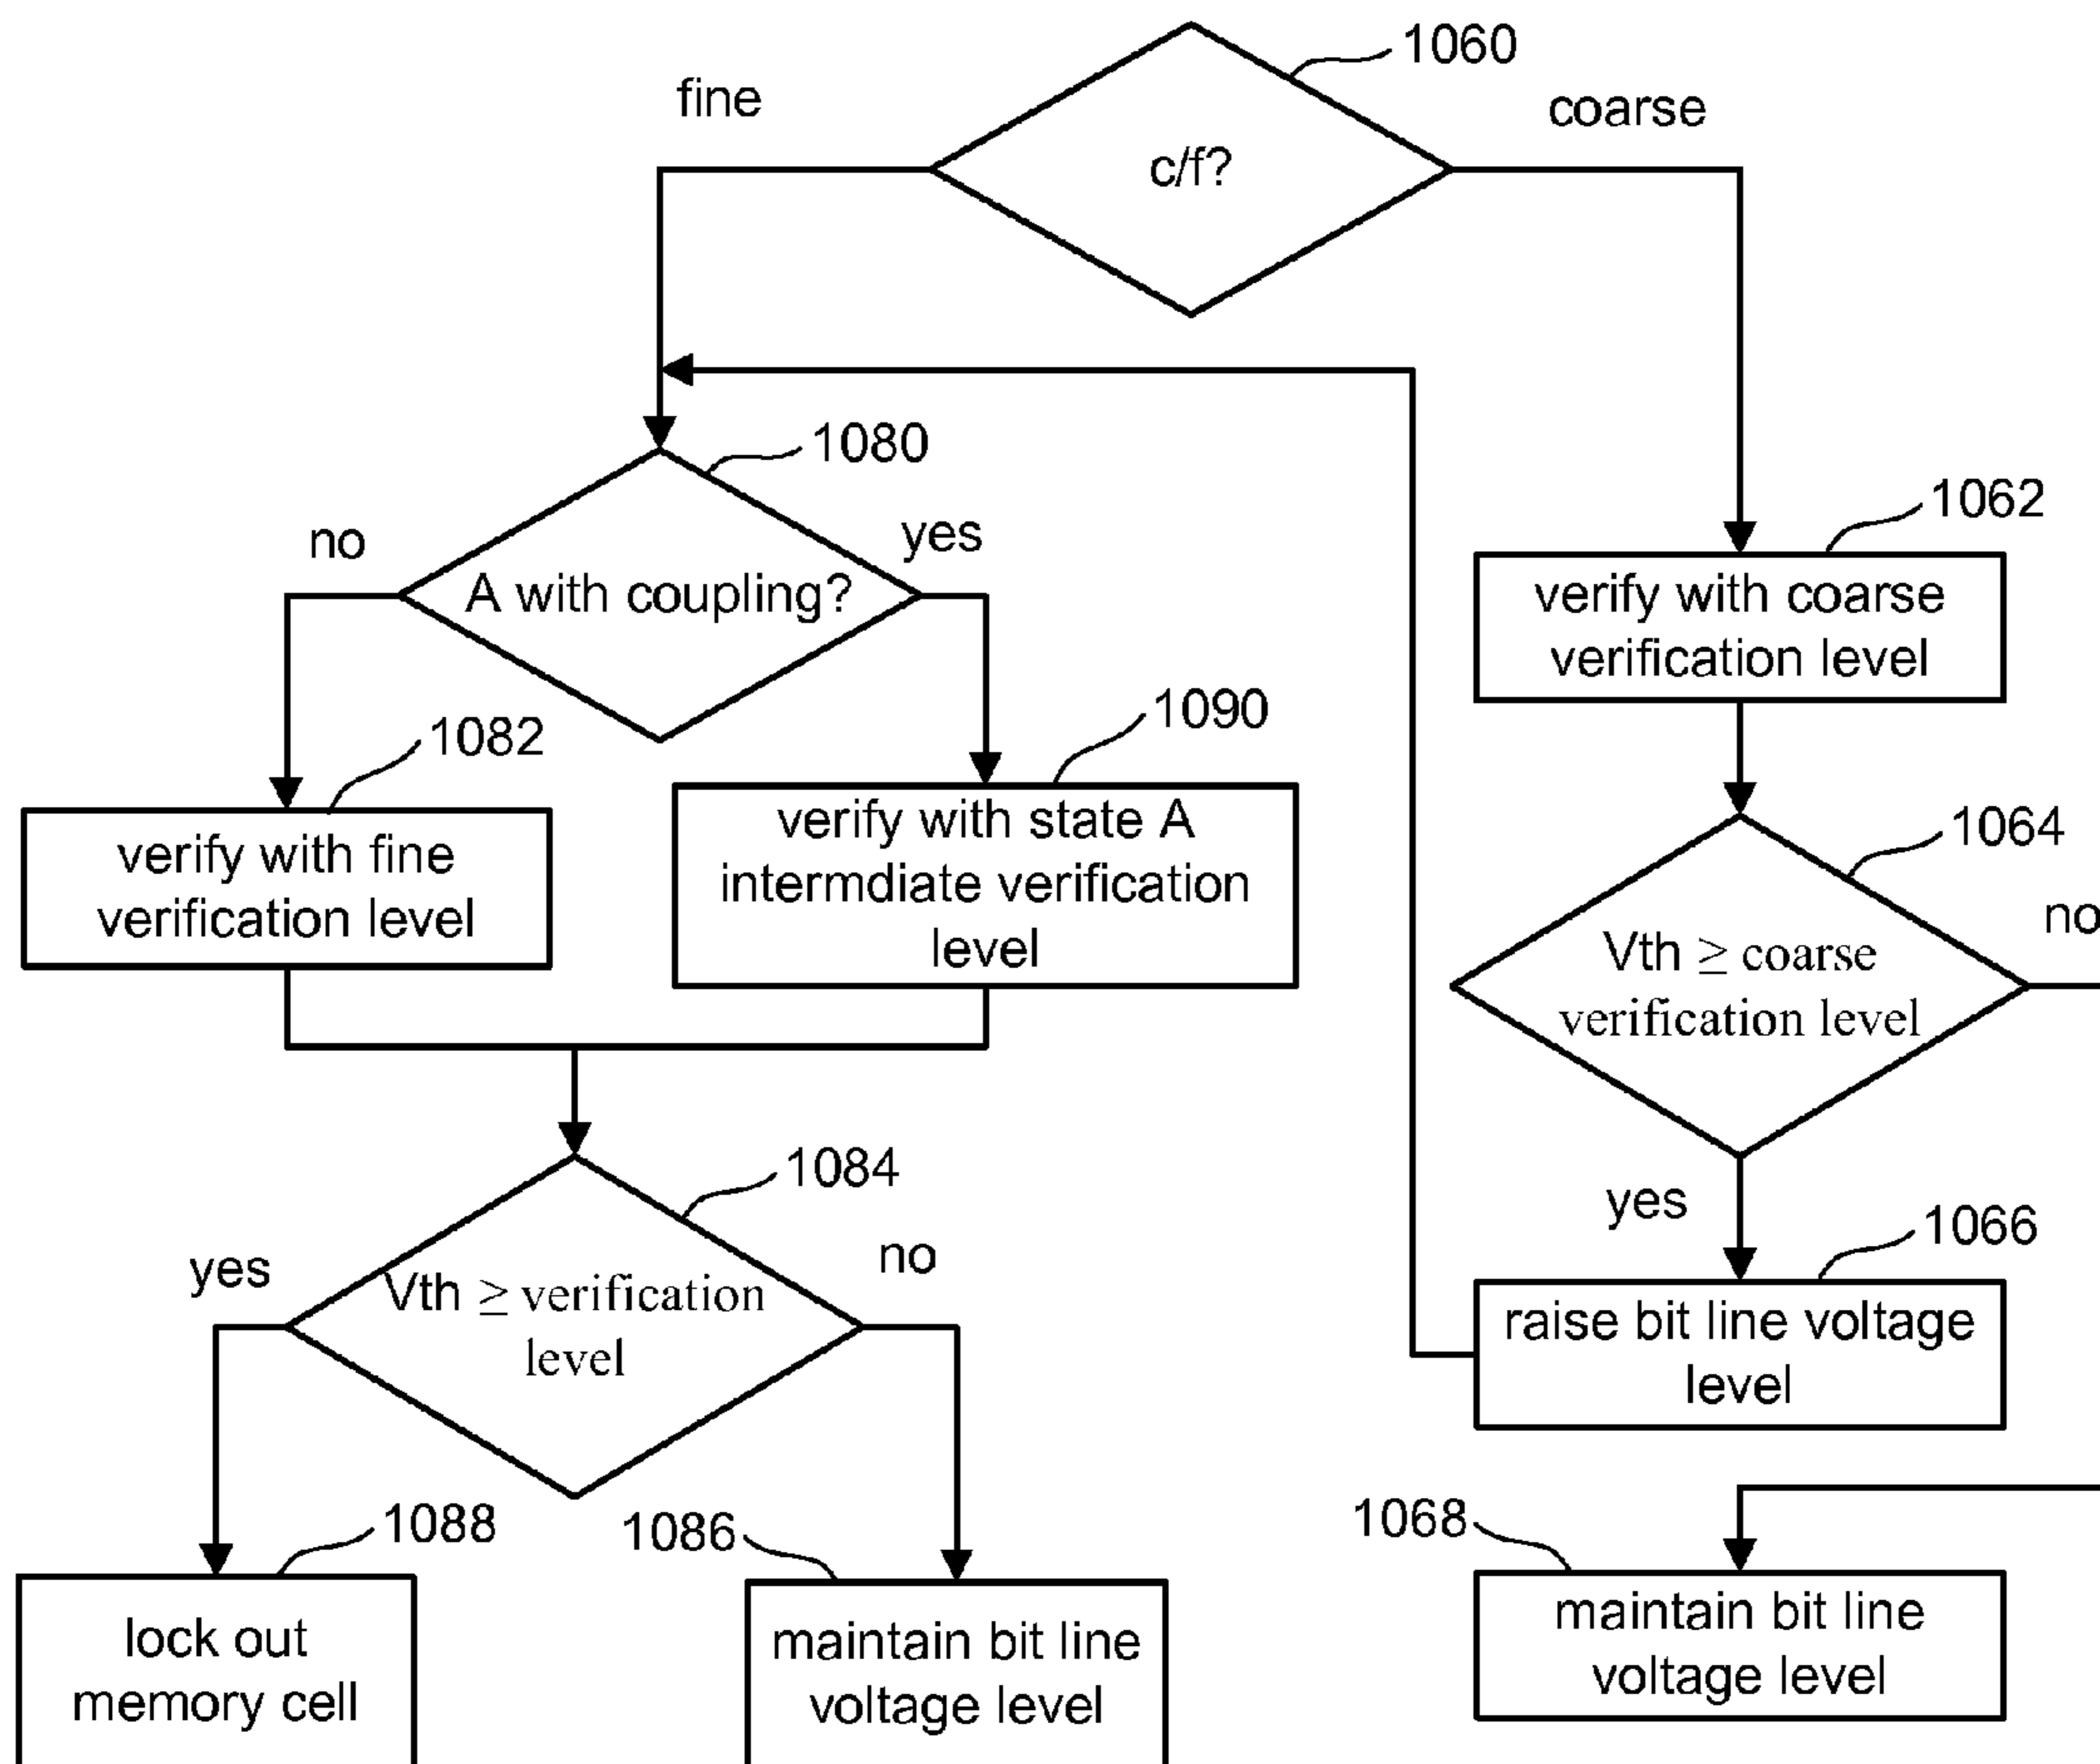 1060
fine
coarse
c/f?
1080
no
yes
A with coupling?
1062
verify with coarse
verification level
1082
1090
verify with fine
verification level
verify with state A
intermdiate verification
level
1064
no
Vth ≥ coarse
verification level
1084
yes
no
Vth ≥ verification
level
yes
1066
raise bit line voltage
level
1088
1086
1068
lock out
memory cell
maintain bit line
voltage level
maintain bit line
voltage level